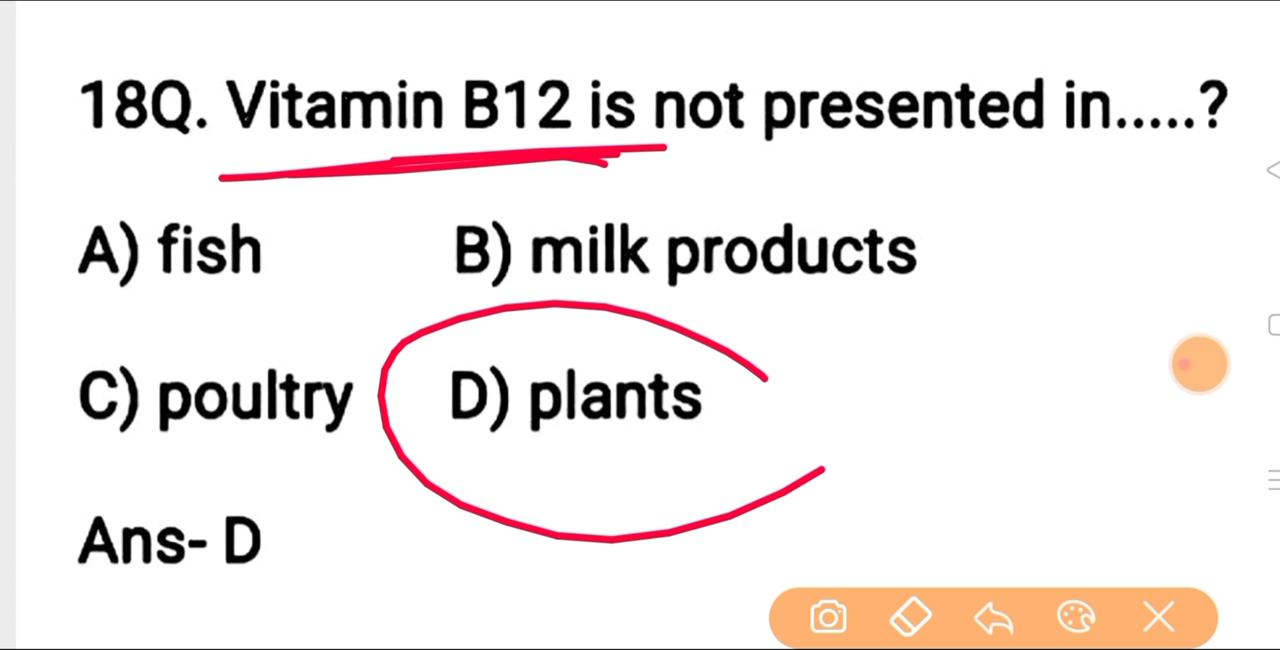 18Q. Vitamin B12 is not presented in.....?
A) fish B) milk products
C) poultry D) plants
Ans- D